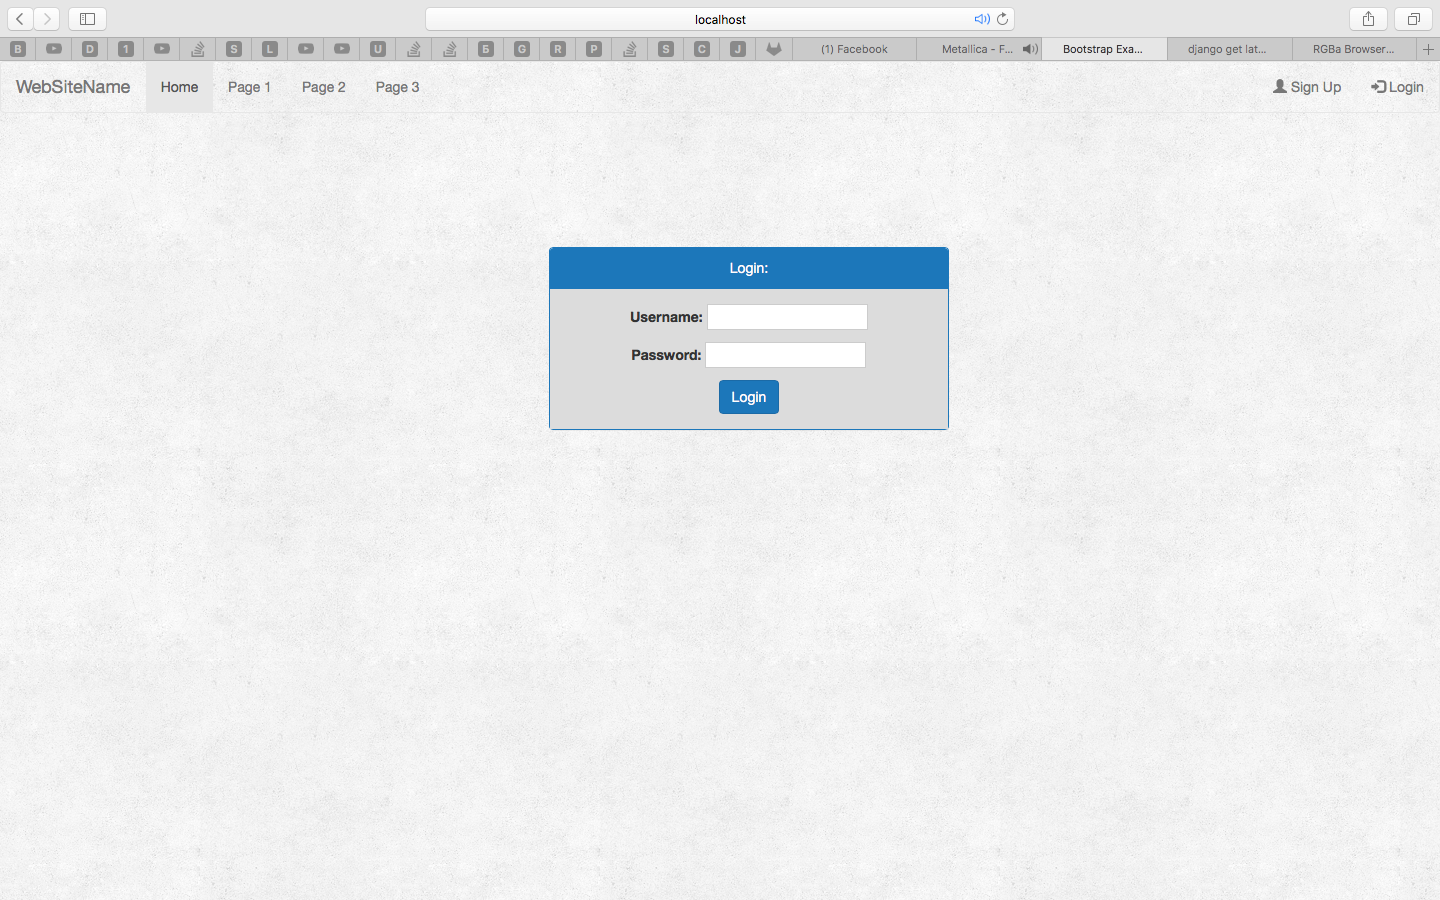 localhost
B D 1 S L U Б G R P S C J (1) Facebook Metallica - F... Bootstrap Exa... django get lat... RGBa Browser...
WebSiteName Home Page 1 Page 2 Page 3 Sign Up Login
Login:
Username:
Password:
Login